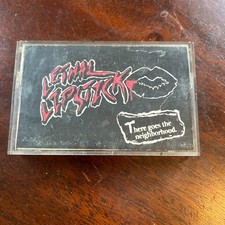 LETHAL
LIPSTICK
There goes the
neighborhood.